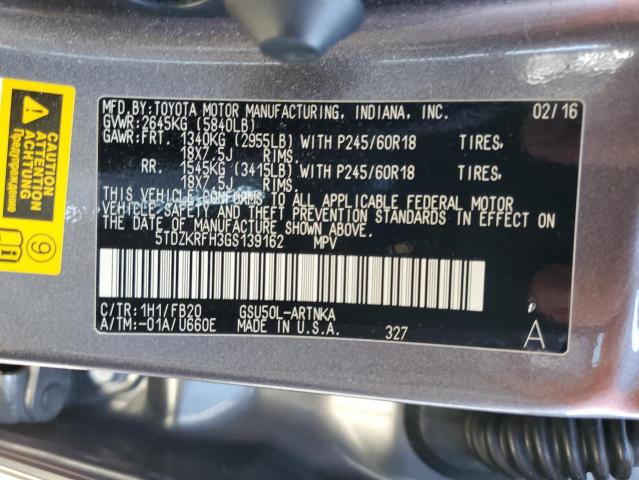 MFD.BY:TOYOTA MOTOR MANUFACTURING, INDIANA, INC. 02/16
GVWR:2645KG (5840LB)
GAWR:FRT. 1340KG (2955LB) WITH P245/60R18 TIRES,
18X7.5J RIMS.
RR. 1545KG (3415LB) WITH P245/60R18 TIRES,
18X7.5J RIMS.
THIS VEHICLE CONFORMS TO ALL APPLICABLE FEDERAL MOTOR
VEHICLE SAFETY AND THEFT PREVENTION STANDARDS IN EFFECT ON
THE DATE OF MANUFACTURE SHOWN ABOVE.
5TDZKRFH3GS139162 MPV
C/TR:1H1/FB20 GSU50L-ARTNKA
A/TM:-01A/U660E MADE IN U.S.A. 327 A
CAUTION
ATTENTION
ACHTUNG
9